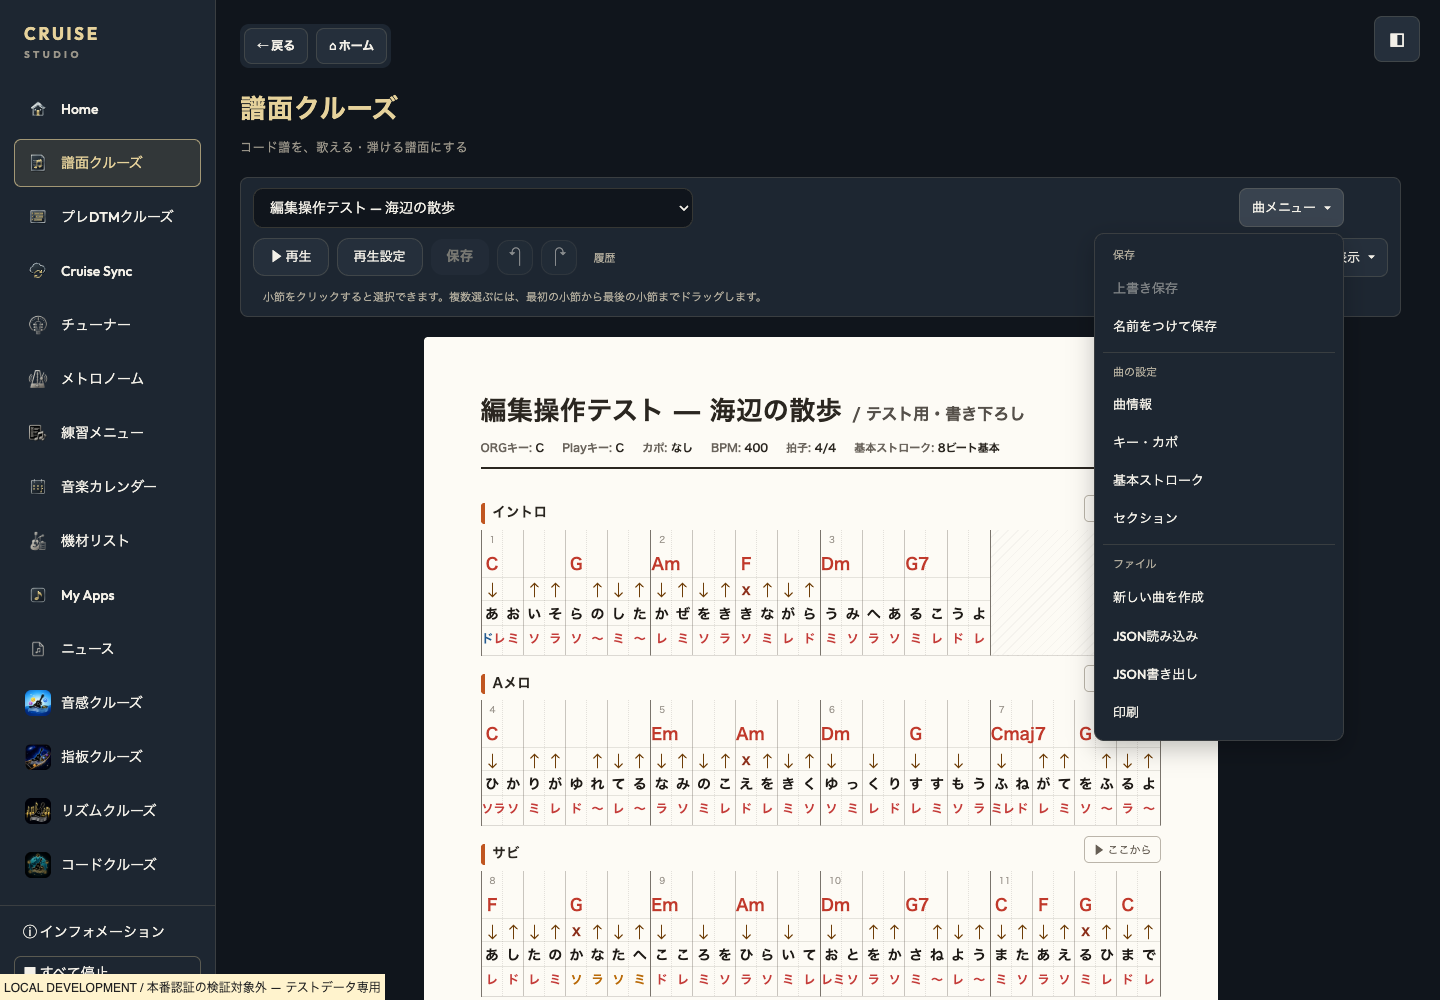 CRUISE
STUDIO
← 戻る
⌂ ホーム
Home
譜面クルーズ
プレDTMクルーズ
Cruise Sync
チューナー
メトロノーム
練習メニュー
音楽カレンダー
機材リスト
My Apps
ニュース
音感クルーズ
指板クルーズ
リズムクルーズ
コードクルーズ
ⓘ インフォメーション
■ すべて停止
LOCAL DEVELOPMENT / 本番認証の検証対象外 — テストデータ専用
譜面クルーズ
コード譜を、歌える・弾ける譜面にする
編集操作テスト — 海辺の散歩
曲メニュー
▶ 再生
再生設定
保存
履歴
表示
小節をクリックすると選択できます。複数選ぶには、最初の小節から最後の小節までドラッグします。
保存
上書き保存
名前をつけて保存
曲の設定
曲情報
キー・カポ
基本ストローク
セクション
ファイル
新しい曲を作成
JSON読み込み
JSON書き出し
印刷
編集操作テスト — 海辺の散歩 / テスト用・書き下ろし
ORGキー: C Playキー: C カポ: なし BPM: 400 拍子: 4/4 基本ストローク: 8ビート基本
イントロ
1 2 3
C G Am F Dm G7
↓ ↑ ↑ ↑ ↓ ↑ ↓ ↑ ↓ ↑ x ↑ ↓ ↑
あ お い そ ら の し た か ぜ を き き な が ら う み へ あ る こ う よ
ドレ ミ ソ ラ ソ 〜 ミ 〜 レ ミ ソ ラ ソ ミ レ ド ミ ソ ラ ソ ミ レ ド レ
Aメロ
4 5 6 7
C Em Am Dm G Cmaj7 G
↓ ↑ ↑ ↑ ↓ ↑ ↓ ↑ ↓ ↑ x ↑ ↓ ↑ ↓ ↓ ↓ ↓ ↓ ↑ ↑ ↑ ↓ ↑
ひ か り が ゆ れ て る な み の こ え を き く ゆ っ く り す す も う ふ ね が て を ふ る よ
ソラ ソ ミ レ ド 〜 レ 〜 ラ ソ ミ レ ド レ ミ ソ ソ ミ レ ド レ ミ ソ ラ ミレ ド レ ミ ソ 〜 ラ 〜
サビ
▶ ここから
8 9 10 11
F G Em Am Dm G7 C F G C
↓ ↑ ↓ ↑ x ↑ ↓ ↑ ↓ ↓ ↓ ↓ ↓ ↑ ↑ ↑ ↓ ↑ ↓ ↑ ↓ ↑ x ↑ ↓ ↑
あ し た の か な た へ こ こ ろ を ひ ら い て お と を か さ ね よ う ま た あ え る ひ ま で
レ ド レ ミ ソ ラ ソ ミ ド レ ミ ソ ラ ソ ミ レ レミ ソ ラ ソ ミ レ 〜 レ 〜 ミ ソ ラ ソ ミ レ ド レ